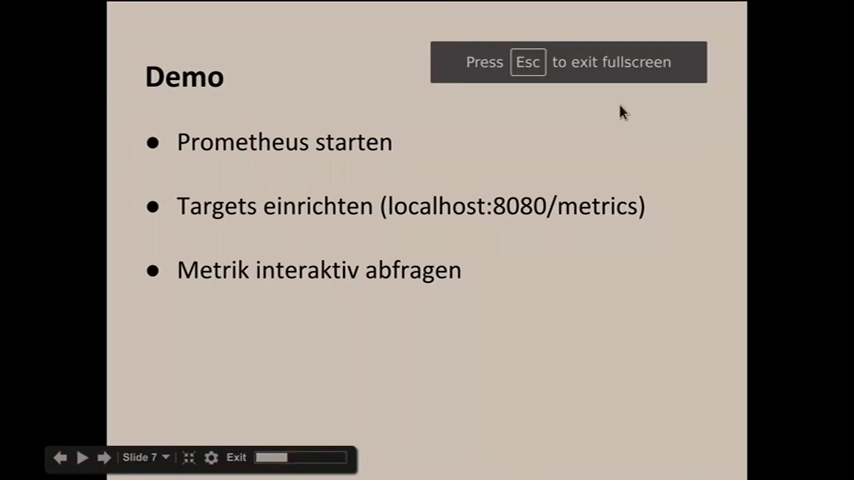 Demo
Press Esc to exit fullscreen
● Prometheus starten
● Targets einrichten (localhost:8080/metrics)
● Metrik interaktiv abfragen
Slide 7
Exit